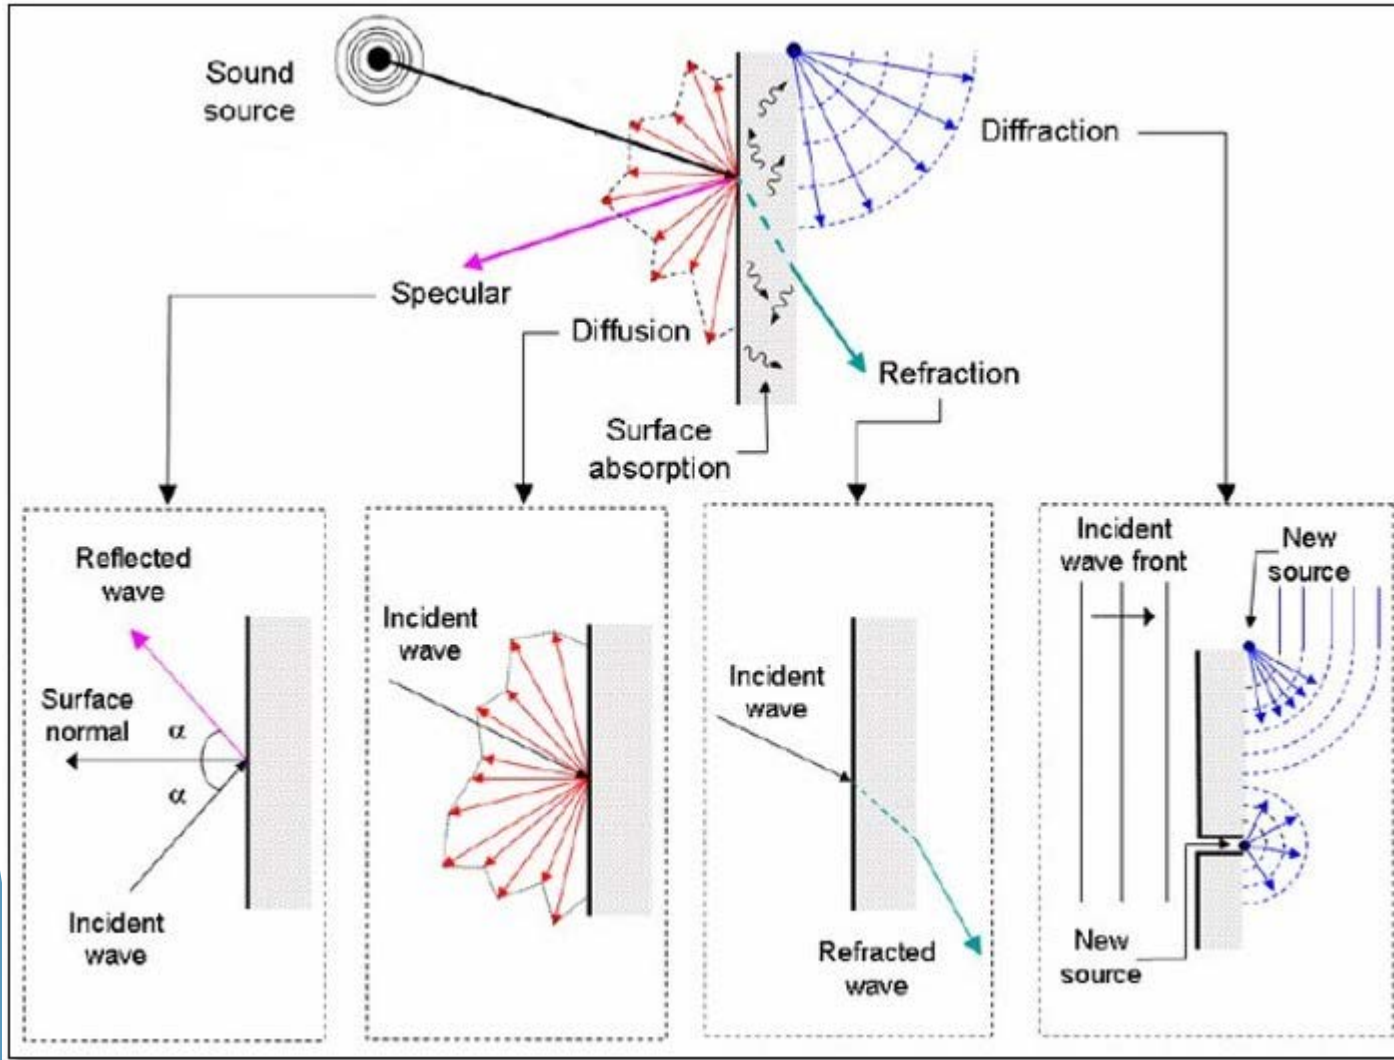 Sound
source
Diffraction
Specular
Diffusion
Refraction
Surface
absorption
Reflected
wave
Surface
normal
α
α
Incident
wave
Incident
wave
Incident
wave
Refracted
wave
Incident
wave front
New
source
New
source